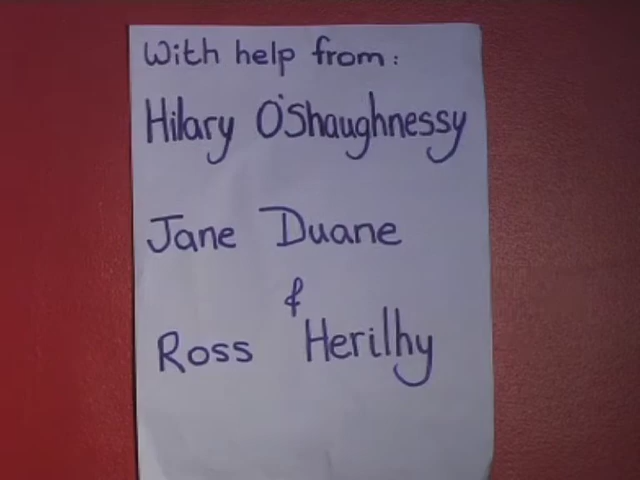 With help from:
Hilary O'Shaughnessy
Jane Duane
&
Ross Herilhy